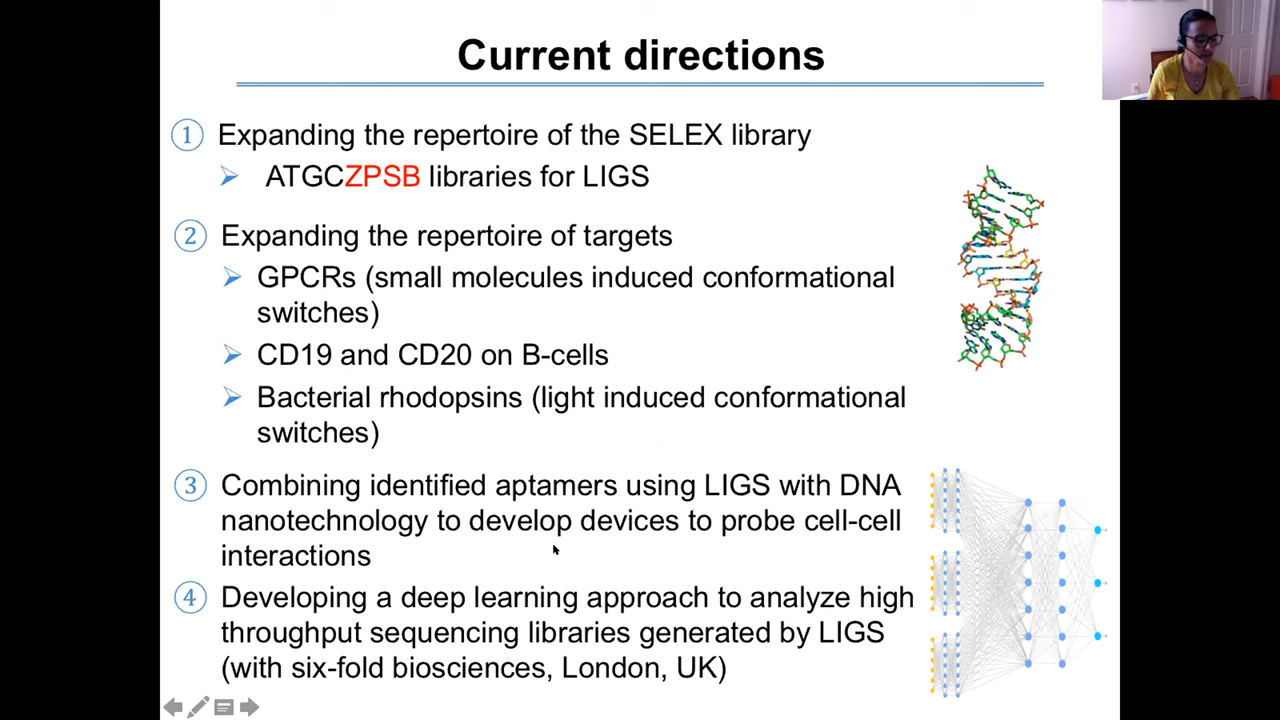 Current directions
① Expanding the repertoire of the SELEX library
➢ ATGCZPSB libraries for LIGS
② Expanding the repertoire of targets
➢ GPCRs (small molecules induced conformational
switches)
➢ CD19 and CD20 on B-cells
➢ Bacterial rhodopsins (light induced conformational
switches)
③ Combining identified aptamers using LIGS with DNA
nanotechnology to develop devices to probe cell-cell
interactions
④ Developing a deep learning approach to analyze high
throughput sequencing libraries generated by LIGS
(with six-fold biosciences, London, UK)